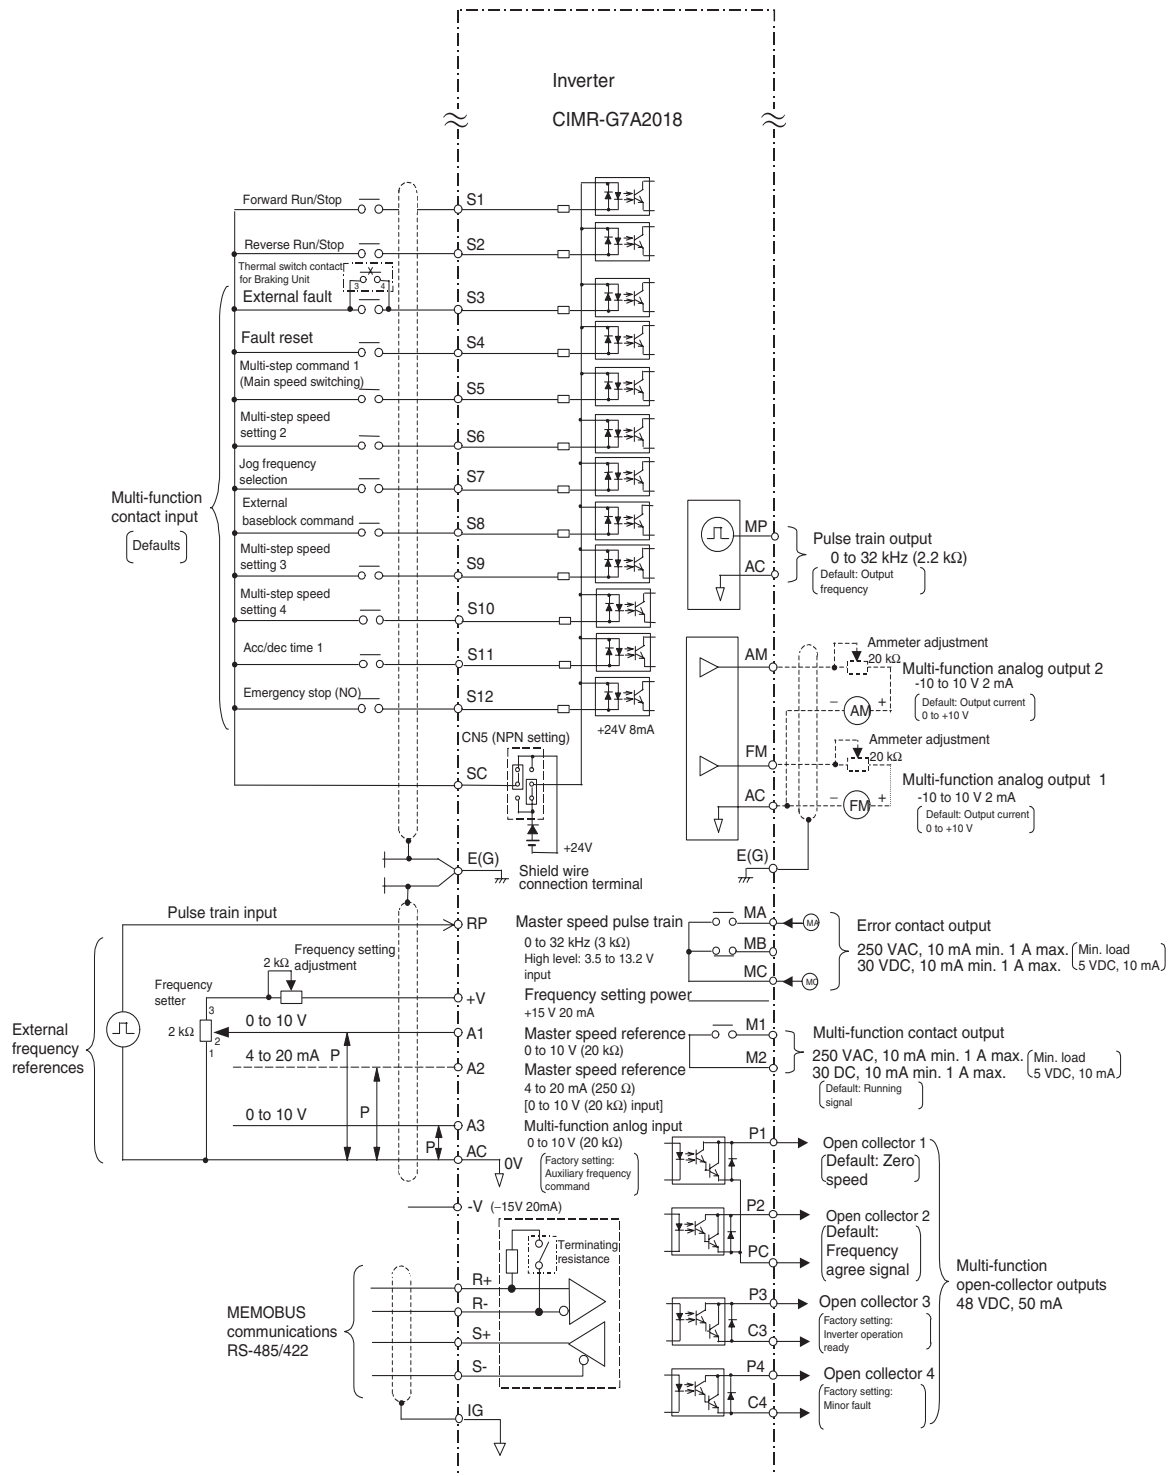 Inverter
CIMR-G7A2018
Forward Run/Stop
S1
Reverse Run/Stop
S2
Thermal switch contact
for Braking Unit
X
3 4
External fault
S3
Fault reset
S4
Multi-step command 1
(Main speed switching)
S5
Multi-step speed
setting 2
S6
Jog frequency
selection
S7
External
baseblock command
S8
Multi-step speed
setting 3
S9
Multi-step speed
setting 4
S10
Acc/dec time 1
S11
Emergency stop (NO)
S12
Multi-function
contact input
Defaults
+24V 8mA
CN5 (NPN setting)
SC
+24V
E(G)
Shield wire
connection terminal
MP
AC
Pulse train output
0 to 32 kHz (2.2 kΩ)
Default: Output
frequency
AM
Ammeter adjustment
20 kΩ
Multi-function analog output 2
-10 to 10 V 2 mA
Default: Output current
0 to +10 V
− AM +
FM
Ammeter adjustment
20 kΩ
Multi-function analog output 1
-10 to 10 V 2 mA
Default: Output current
0 to +10 V
AC
− FM +
E(G)
Pulse train input
RP
Master speed pulse train
0 to 32 kHz (3 kΩ)
High level: 3.5 to 13.2 V
input
Frequency setting
adjustment
2 kΩ
+V
Frequency setting power
+15 V 20 mA
Frequency
setter
2 kΩ
3
2
1
0 to 10 V
P
A1
Master speed reference
0 to 10 V (20 kΩ)
4 to 20 mA
P
A2
Master speed reference
4 to 20 mA (250 Ω)
[0 to 10 V (20 kΩ) input]
0 to 10 V
P
A3
Multi-function anlog input
0 to 10 V (20 kΩ)
Factory setting:
Auxiliary frequency
command
AC
0V
External
frequency
references
-V (−15V 20mA)
MA
MA
MB
MC
MC
Error contact output
250 VAC, 10 mA min. 1 A max.
30 VDC, 10 mA min. 1 A max.
Min. load
5 VDC, 10 mA
M1
M2
Multi-function contact output
250 VAC, 10 mA min. 1 A max.
30 DC, 10 mA min. 1 A max.
Min. load
5 VDC, 10 mA
Default: Running
signal
P1
Open collector 1
Default: Zero
speed
P2
PC
Open collector 2
Default:
Frequency
agree signal
P3
C3
Open collector 3
Factory setting:
Inverter operation
ready
P4
C4
Open collector 4
Factory setting:
Minor fault
Multi-function
open-collector outputs
48 VDC, 50 mA
Terminating
resistance
MEMOBUS
communications
RS-485/422
R+
R-
S+
S-
IG